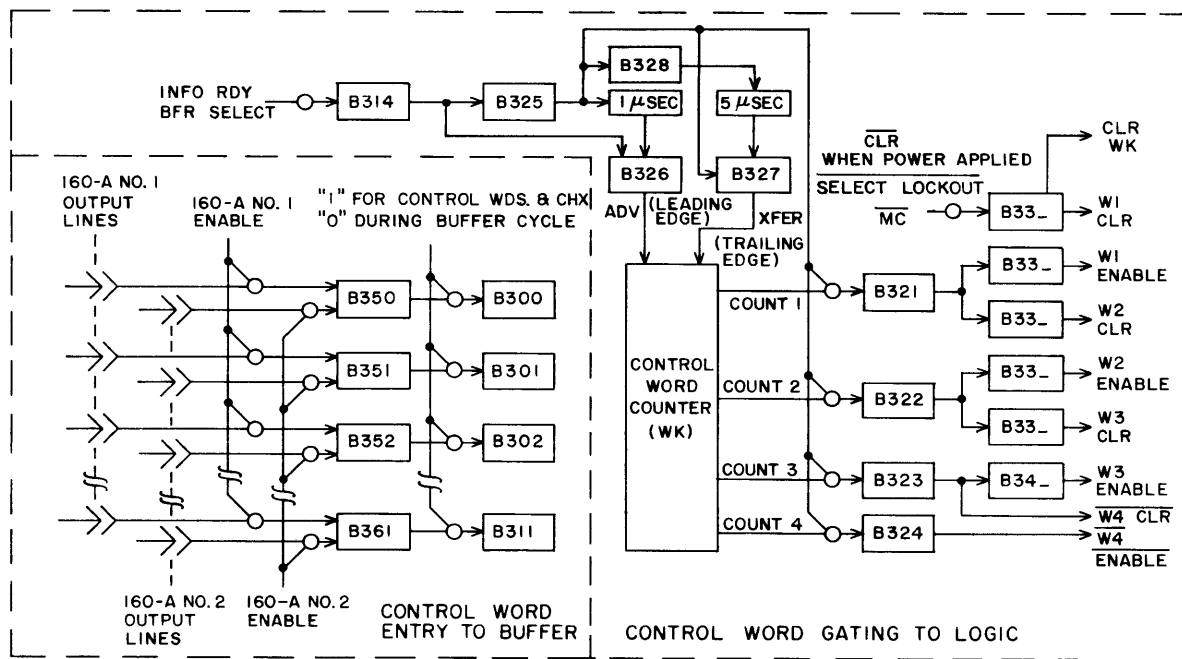 INFO RDY
BFR SELECT
B314
B325
B328
1 μSEC
5 μSEC
B326
B327
ADV
(LEADING
EDGE)
XFER
(TRAILING
EDGE)
CLR
WHEN POWER APPLIED
SELECT LOCKOUT
MC
B33_
CLR
WK
W1
CLR
160-A NO. 1
OUTPUT
LINES
160-A NO. 1
ENABLE
"1" FOR CONTROL WDS. & CHX
"0" DURING BUFFER CYCLE
B350
B300
B351
B301
B352
B302
B361
B311
160-A NO. 2
OUTPUT
LINES
160-A NO. 2
ENABLE
CONTROL WORD
ENTRY TO BUFFER
CONTROL
WORD
COUNTER
(WK)
COUNT 1
B321
B33_
W1
ENABLE
B33_
W2
CLR
COUNT 2
B322
B33_
W2
ENABLE
B33_
W3
CLR
COUNT 3
B323
B34_
W3
ENABLE
W4 CLR
COUNT 4
B324
W4
ENABLE
CONTROL WORD GATING TO LOGIC